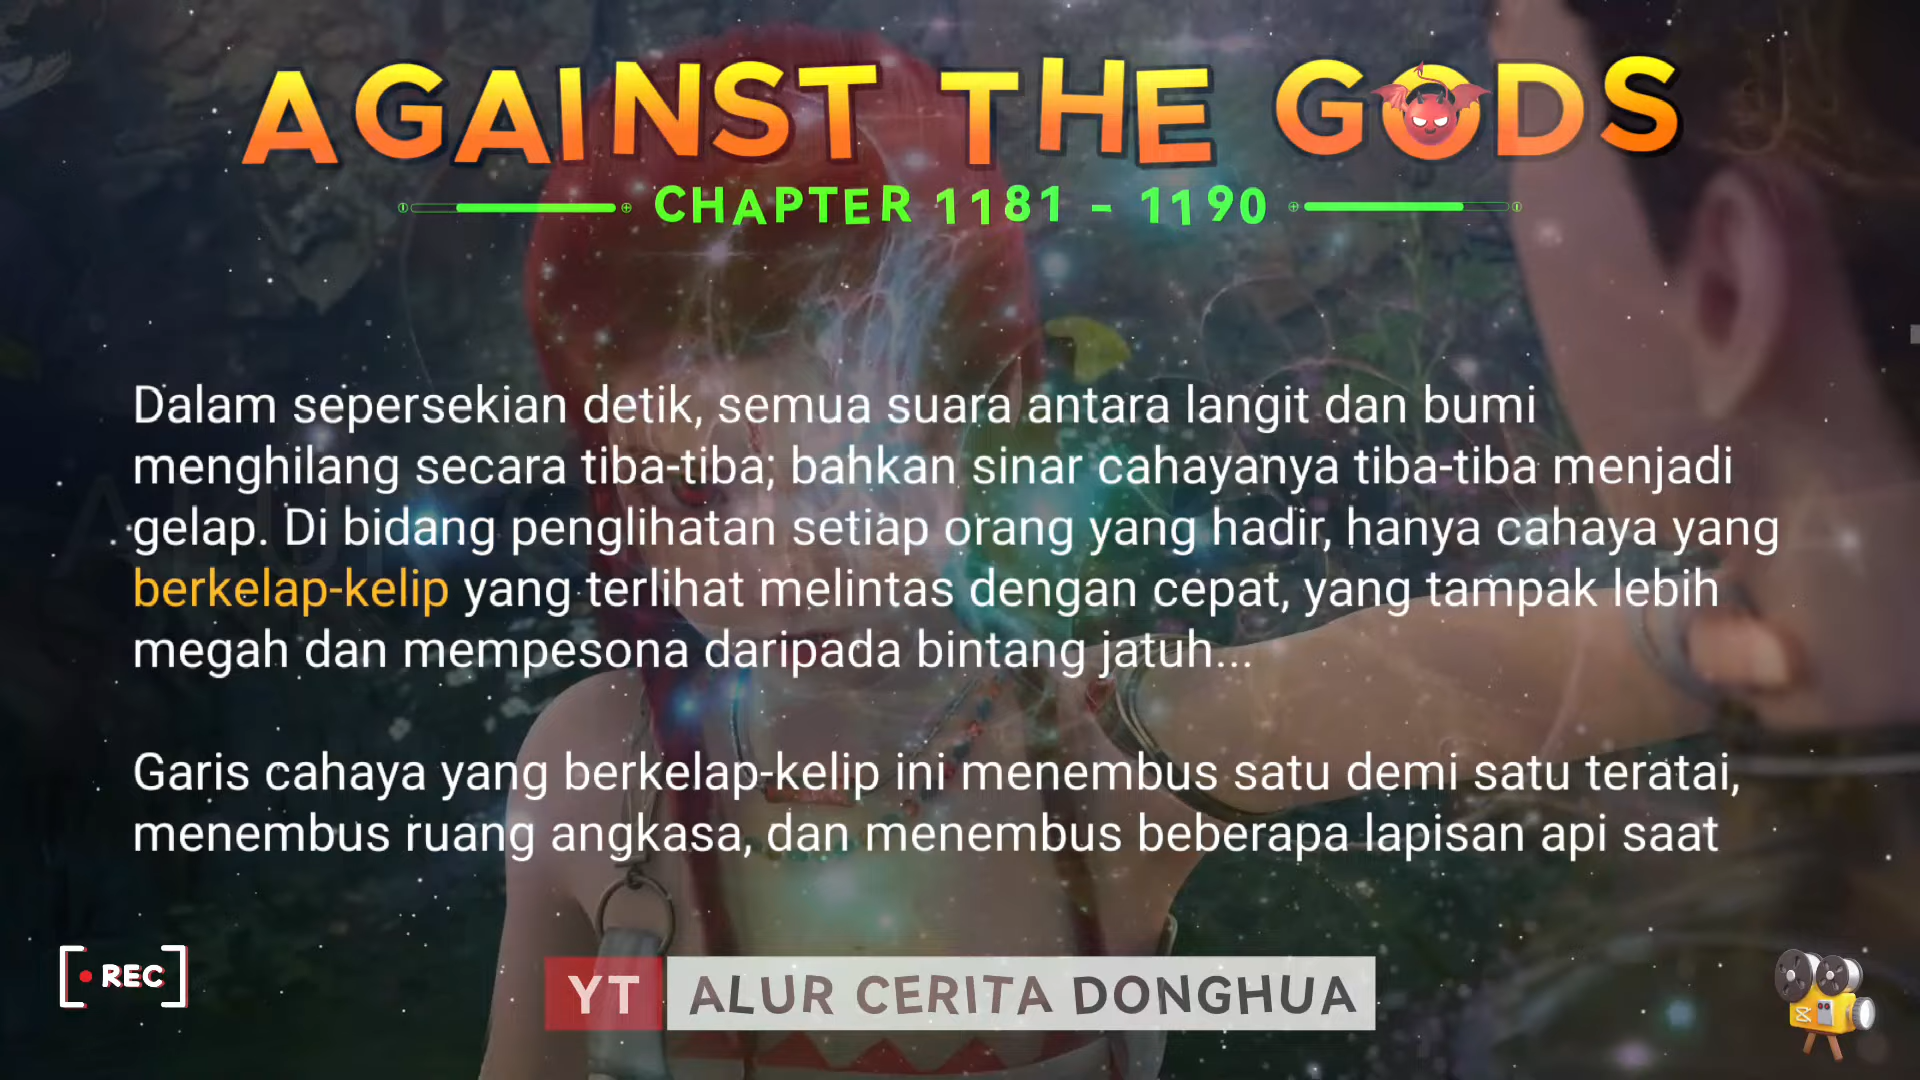 AGAINST THE GODS
CHAPTER 1181 - 1190
Dalam sepersekian detik, semua suara antara langit dan bumi
menghilang secara tiba-tiba; bahkan sinar cahayanya tiba-tiba menjadi
gelap. Di bidang penglihatan setiap orang yang hadir, hanya cahaya yang
berkelap-kelip yang terlihat melintas dengan cepat, yang tampak lebih
megah dan mempesona daripada bintang jatuh...
Garis cahaya yang berkelap-kelip ini menembus satu demi satu teratai,
menembus ruang angkasa, dan menembus beberapa lapisan api saat
REC
YT ALUR CERITA DONGHUA